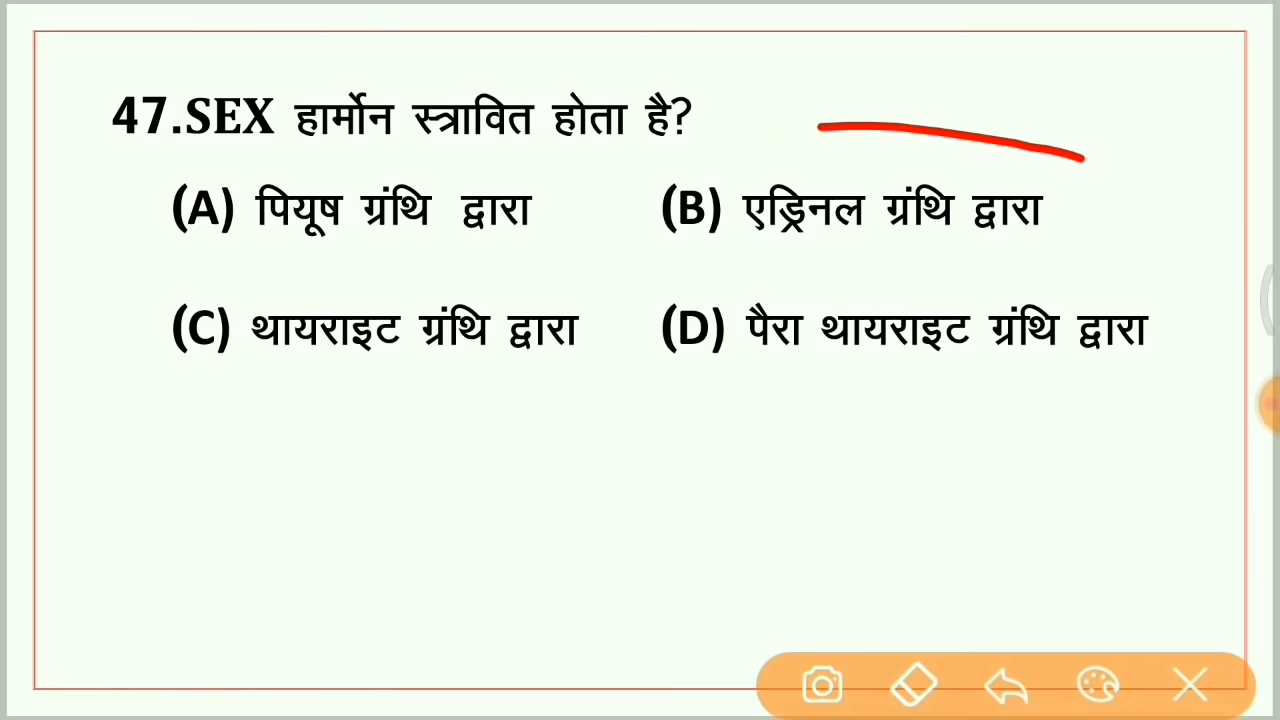 47.SEX हार्मोन स्त्रावित होता है?
(A) पियूष ग्रंथि द्वारा (B) एड्रिनल ग्रंथि द्वारा
(C) थायराइट ग्रंथि द्वारा (D) पैरा थायराइट ग्रंथि द्वारा